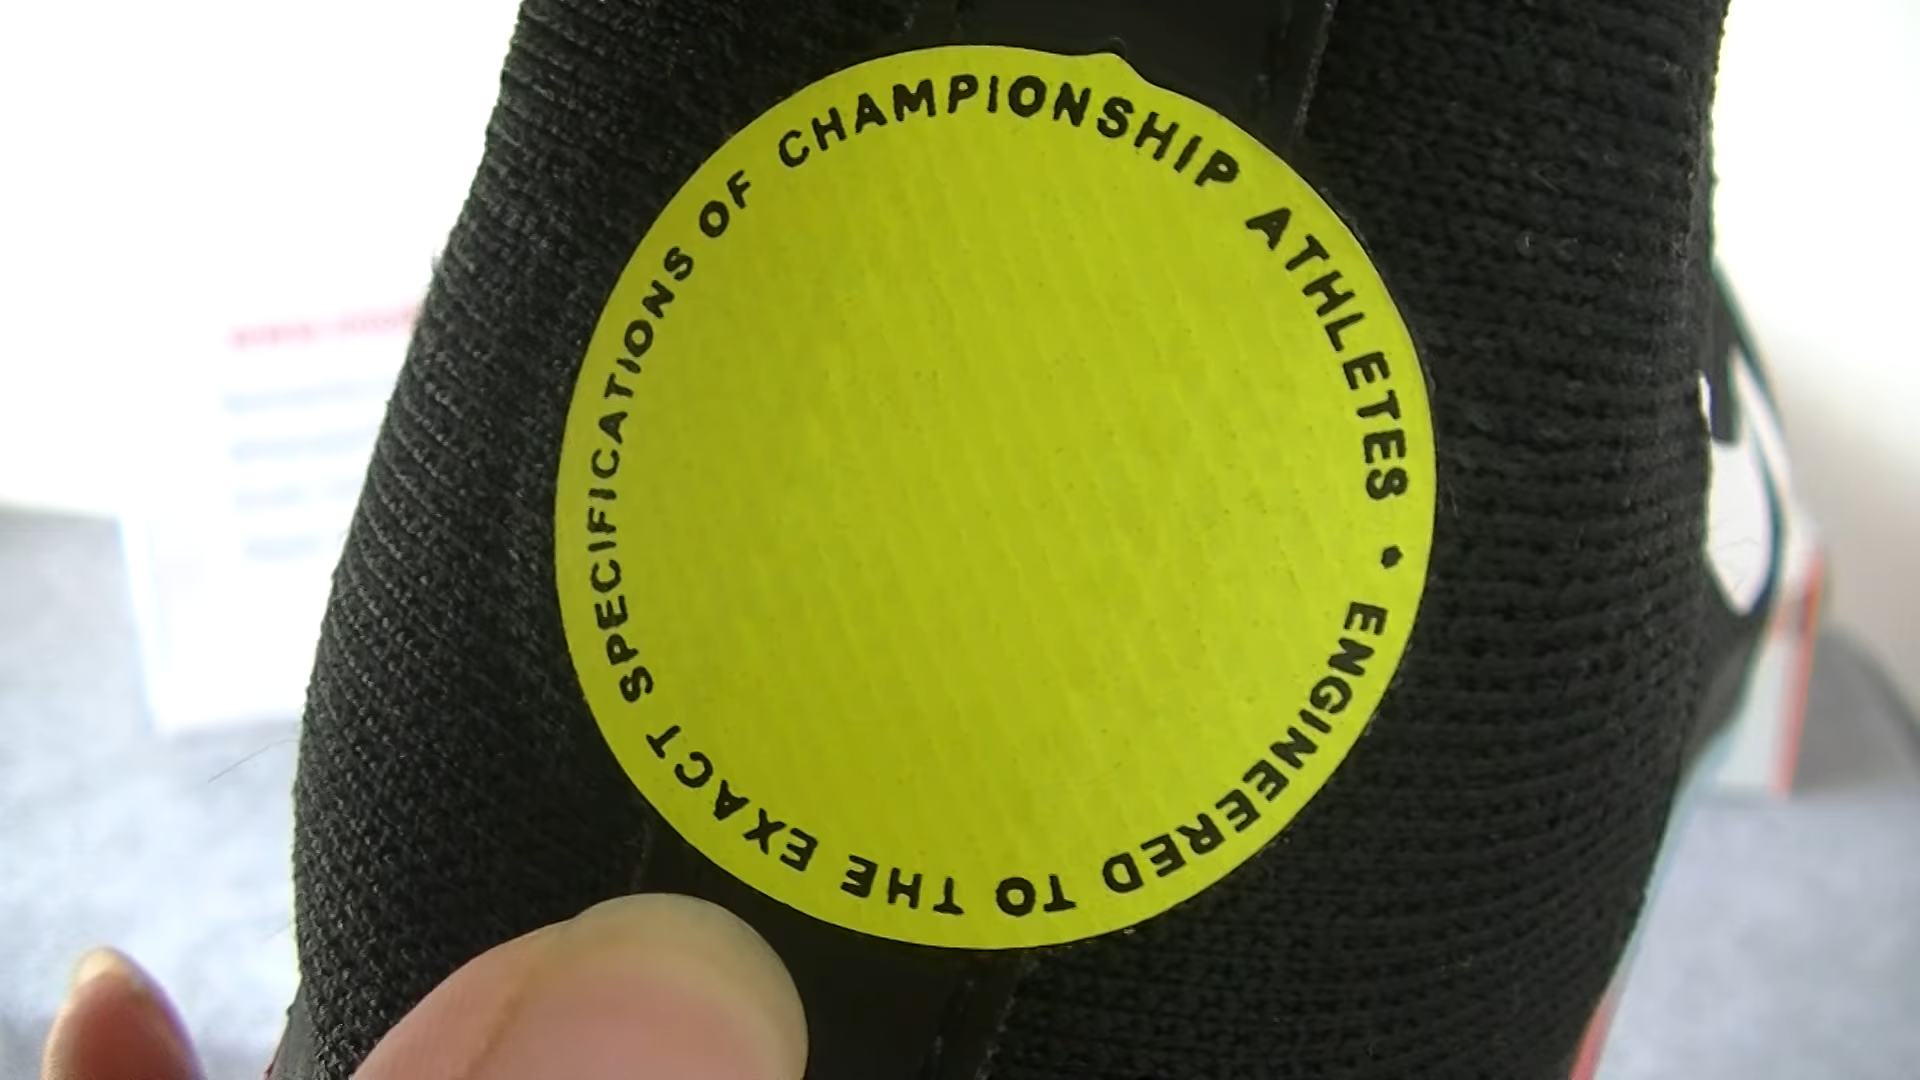 ENGINEERED TO THE EXACT SPECIFICATIONS OF CHAMPIONSHIP ATHLETES •